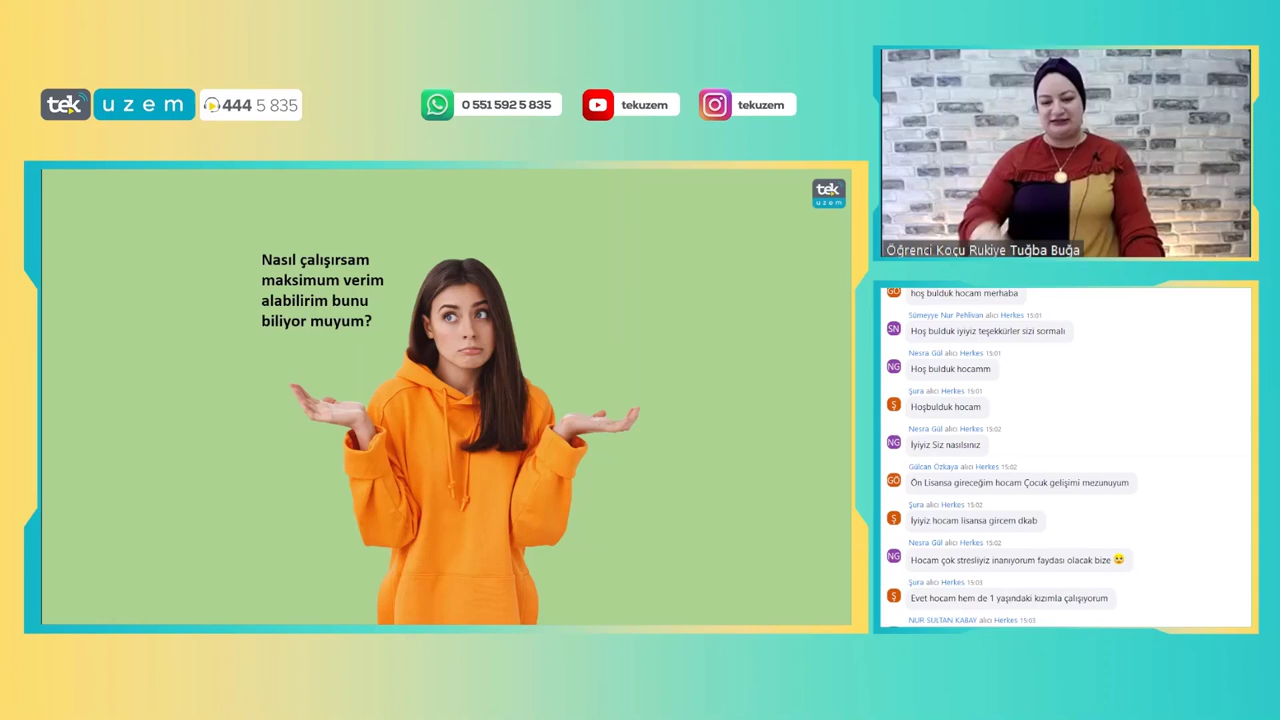 tek uzem 444 5 835
0 551 592 5 835
tekuzem
tekuzem
tek
uzem
Nasıl çalışırsam
maksimum verim
alabilirim bunu
biliyor muyum?
Öğrenci Koçu Rukiye Tuğba Buğa
GÖ
hoş bulduk hocam merhaba
Sümeyye Nur Pehlivan alıcı Herkes 15:01
SN
Hoş bulduk iyiyiz teşekkürler sizi sormalı
Nesra Gül alıcı Herkes 15:01
NG
Hoş bulduk hocamm
Şura alıcı Herkes 15:01
Ş
Hoşbulduk hocam
Nesra Gül alıcı Herkes 15:02
NG
İyiyiz Siz nasılsınız
Gülcan Özkaya alıcı Herkes 15:02
GÖ
Ön Lisansa gireceğim hocam Çocuk gelişimi mezunuyum
Şura alıcı Herkes 15:02
Ş
İyiyiz hocam lisansa gircem dkab
Nesra Gül alıcı Herkes 15:02
NG
Hocam çok stresliyiz inanıyorum faydası olacak bize 🥲
Şura alıcı Herkes 15:03
Ş
Evet hocam hem de 1 yaşındaki kızımla çalışıyorum
NUR SULTAN KABAY alıcı Herkes 15:03